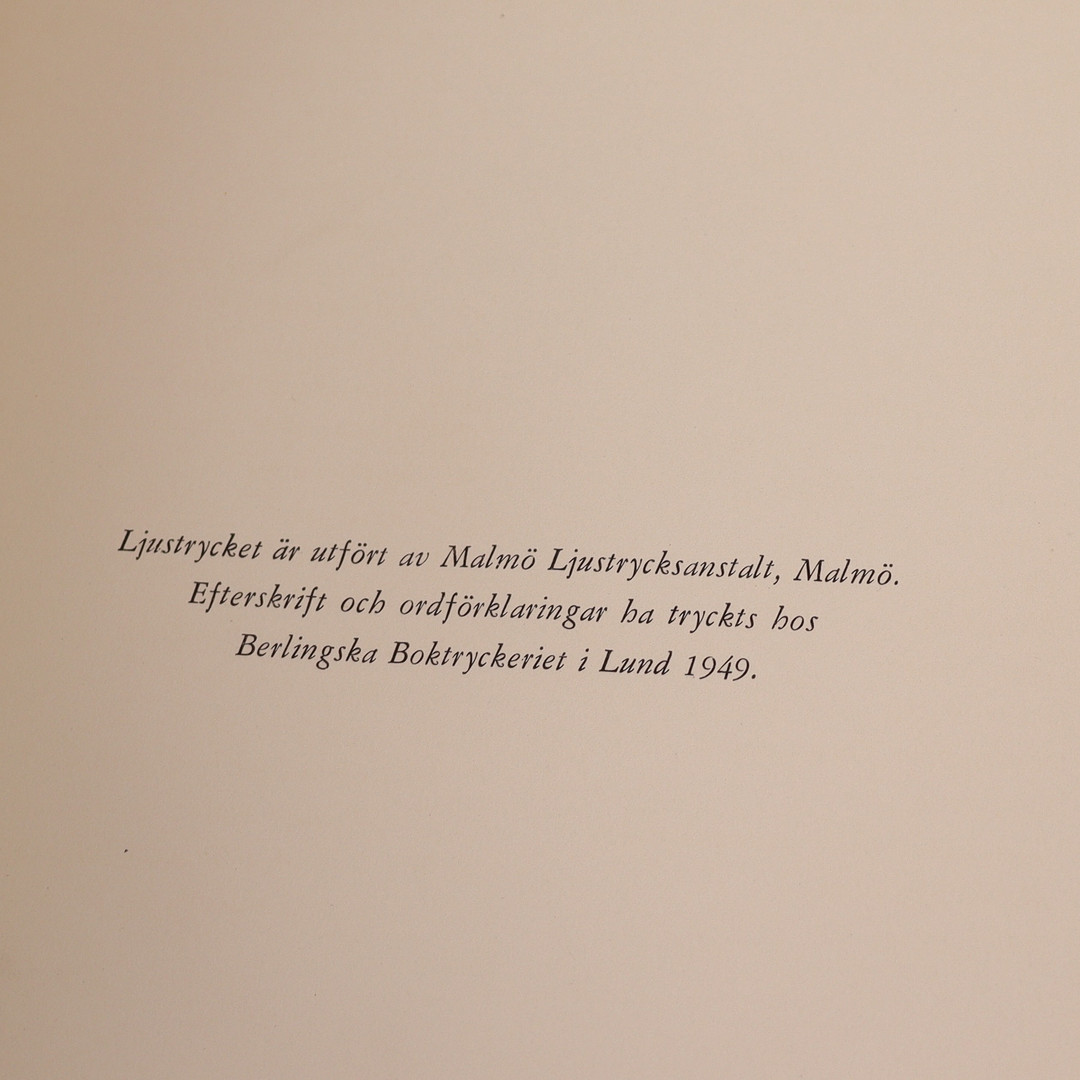 Ljustrycket är utfört av Malmö Ljustrycksanstalt, Malmö.
Efterskrift och ordförklaringar ha tryckts hos
Berlingska Boktryckeriet i Lund 1949.